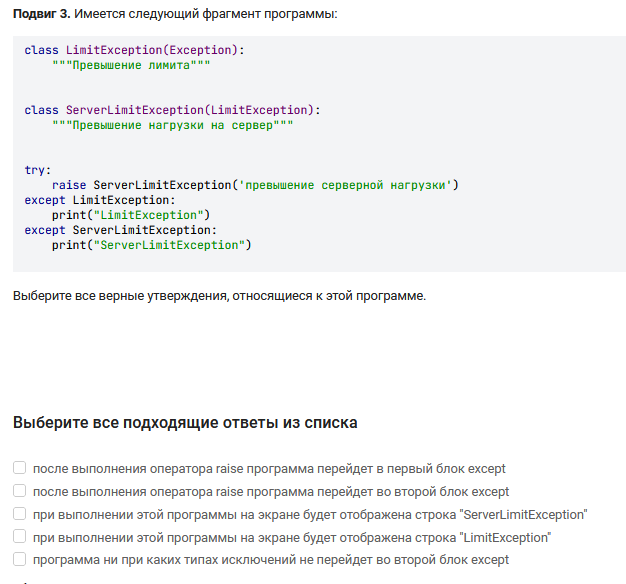 Подвиг 3. Имеется следующий фрагмент программы:
class LimitException(Exception):
    """Превышение лимита"""
class ServerLimitException(LimitException):
    """Превышение нагрузки на сервер"""
try:
    raise ServerLimitException('превышение серверной нагрузки')
except LimitException:
    print("LimitException")
except ServerLimitException:
    print("ServerLimitException")
Выберите все верные утверждения, относящиеся к этой программе.
Выберите все подходящие ответы из списка
после выполнения оператора raise программа перейдет в первый блок except
после выполнения оператора raise программа перейдет во второй блок except
при выполнении этой программы на экране будет отображена строка "ServerLimitException"
при выполнении этой программы на экране будет отображена строка "LimitException"
программа ни при каких типах исключений не перейдет во второй блок except